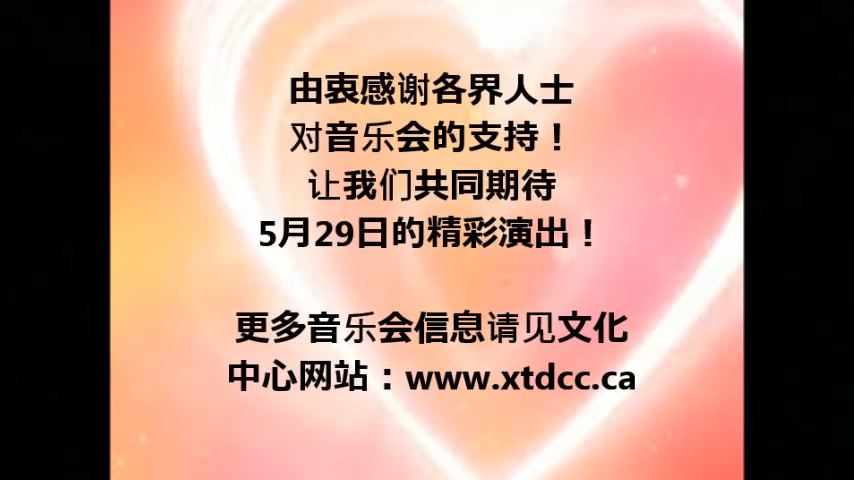 由衷感谢各界人士
对音乐会的支持！
让我们共同期待
5月29日的精彩演出！
更多音乐会信息请见文化
中心网站：www.xtdcc.ca